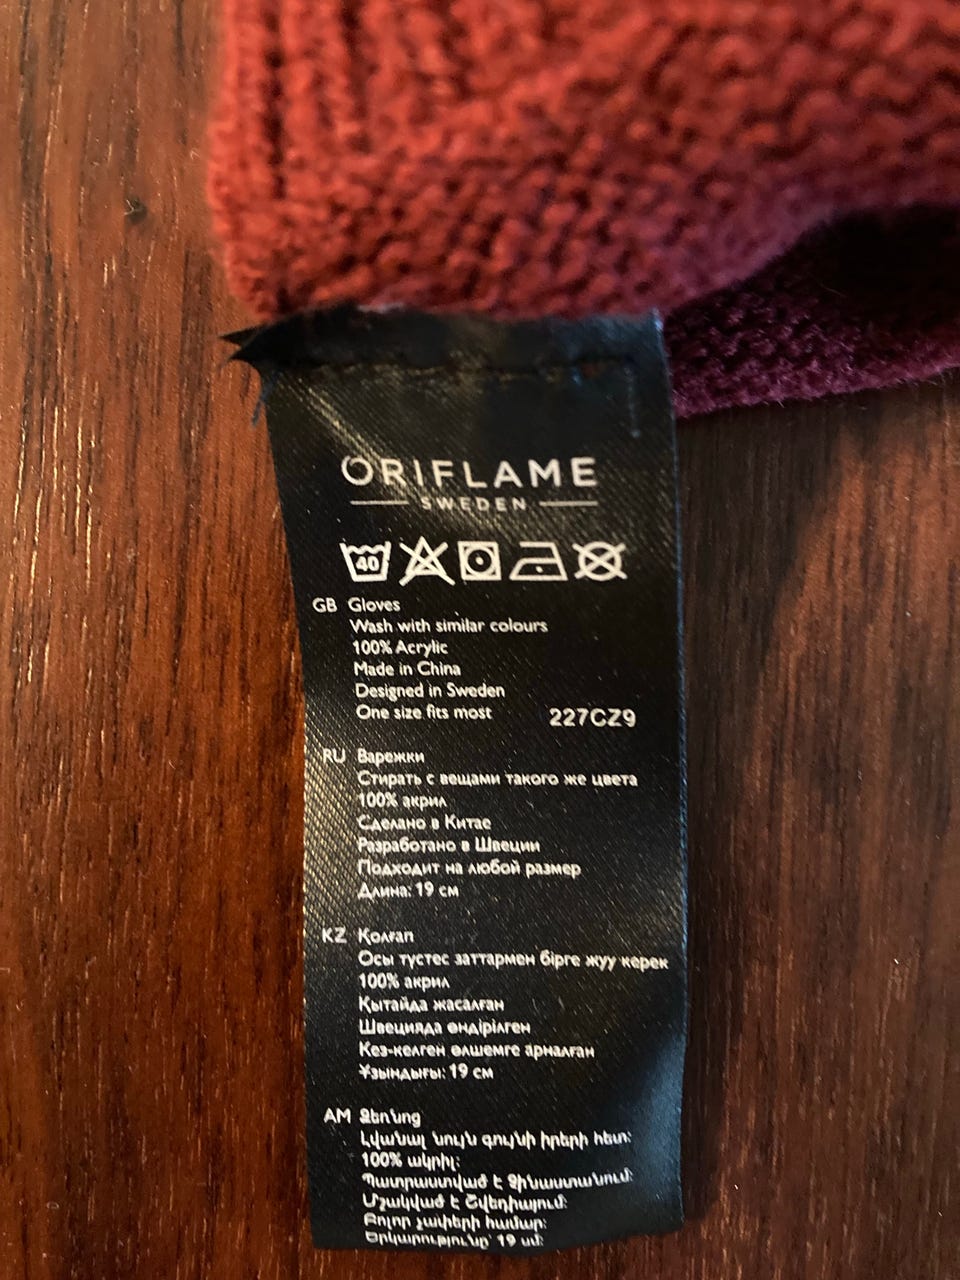 ORIFLAME
SWEDEN
40
GB Gloves
Wash with similar colours
100% Acrylic
Made in China
Designed in Sweden
One size fits most 227CZ9
RU Варежки
Стирать с вещами такого же цвета
100% акрил
Сделано в Китае
Разработано в Швеции
Подходит на любой размер
Длина: 19 см
KZ Қолғап
Осы түстес заттармен бірге жуу керек
100% акрил
Қытайда жасалған
Швецияда өндірілген
Кез-келген өлшемге арналған
Ұзындығы: 19 см
AM Ձեռնոց
Լվանալ նույն գույնի իրերի հետ:
100% ակրիլ:
Պատրաստված է Չինաստանում:
Մշակված է Շվեդիայում:
Բոլոր չափերի համար:
Երկարությունը՝ 19 սմ: